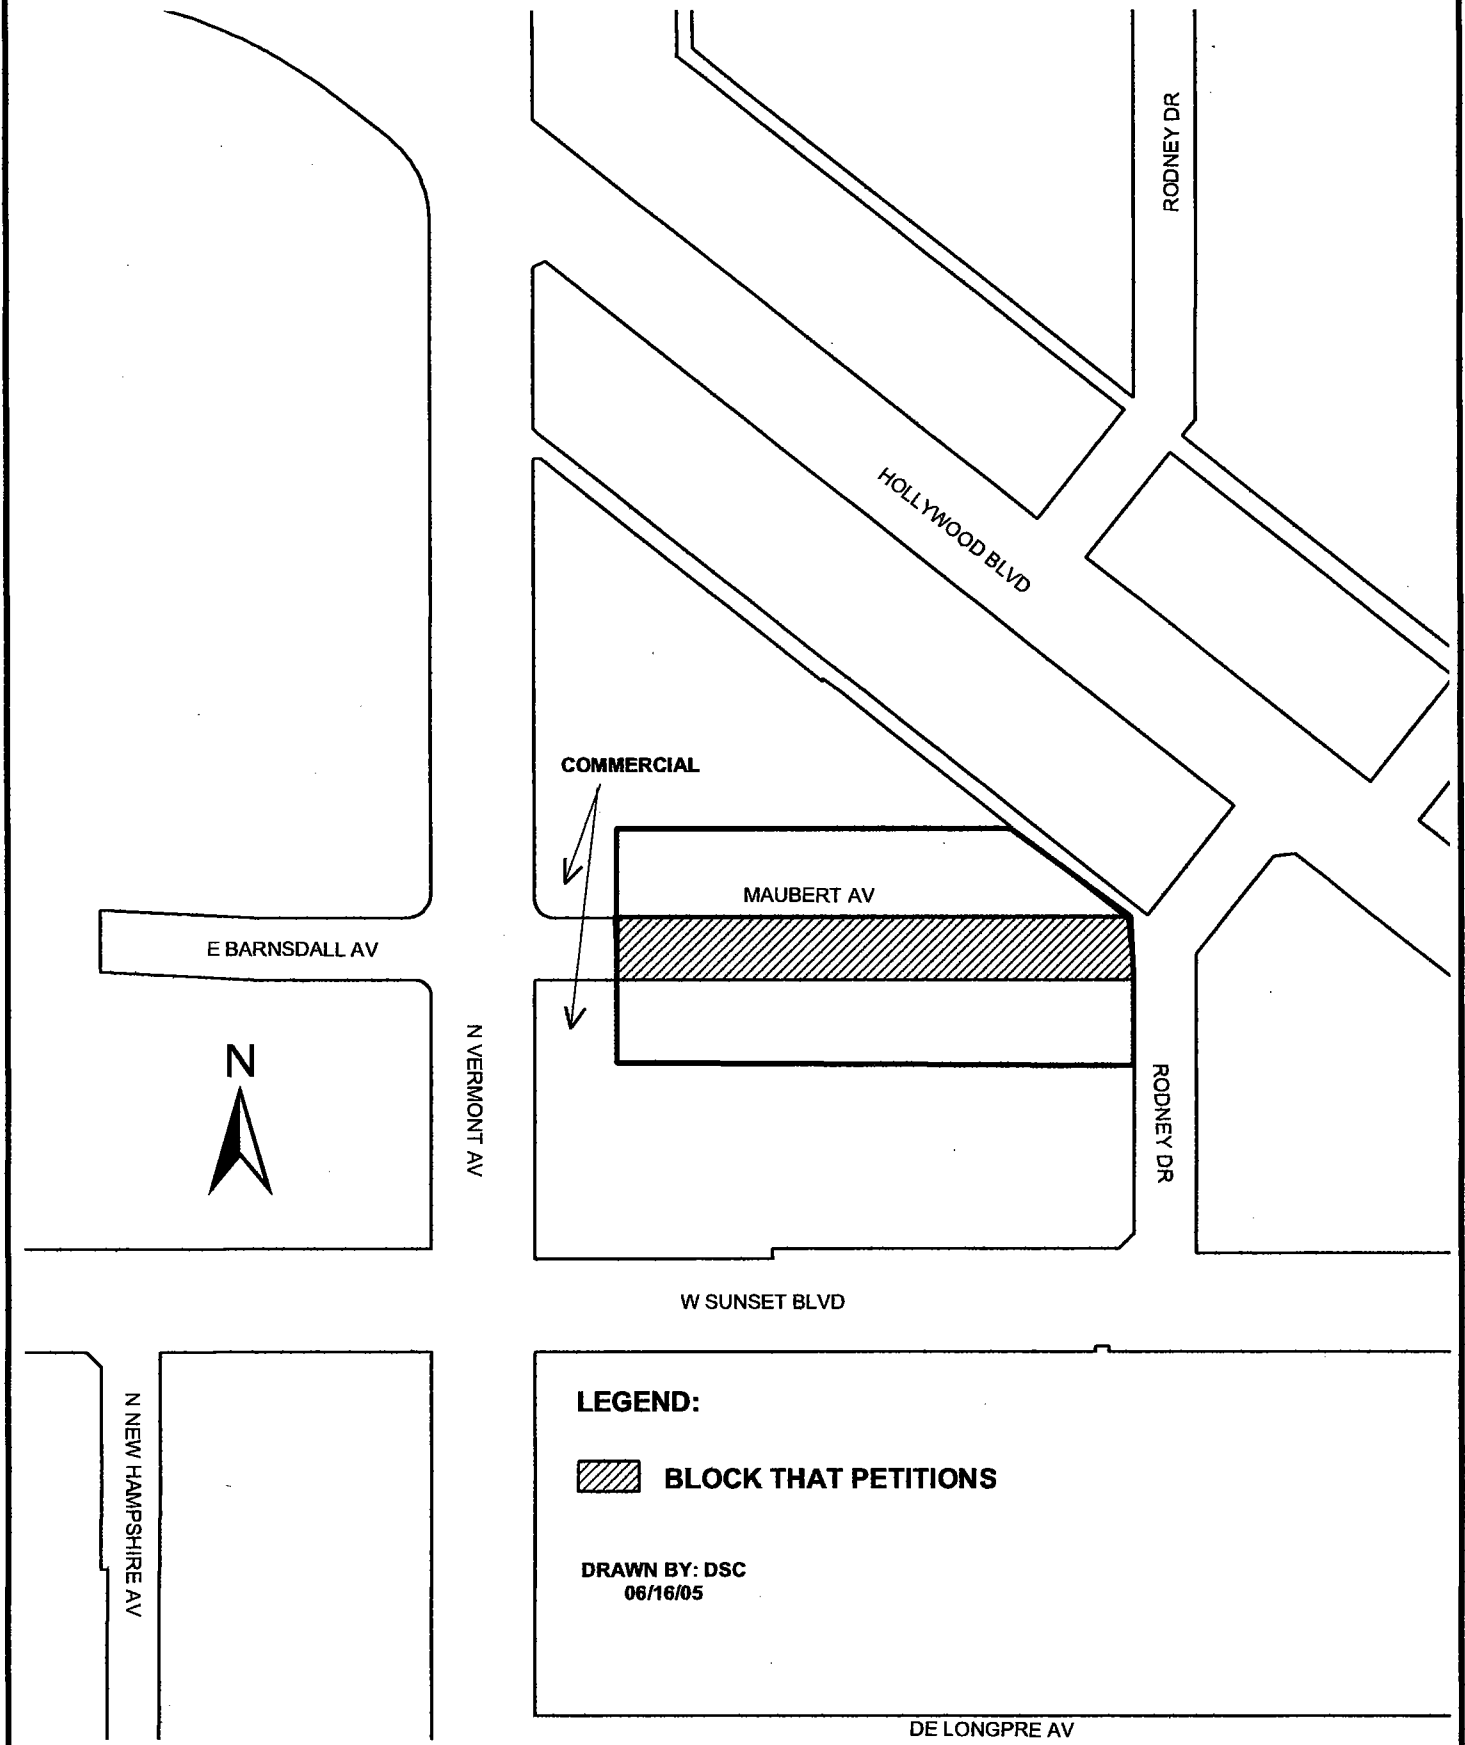 RODNEY DR
HOLLYWOOD BLVD
COMMERCIAL
MAUBERT AV
E BARNSDALL AV
N
N VERMONT AV
RODNEY DR
W SUNSET BLVD
N NEW HAMPSHIRE AV
LEGEND:
BLOCK THAT PETITIONS
DRAWN BY: DSC
06/16/05
DE LONGPRE AV